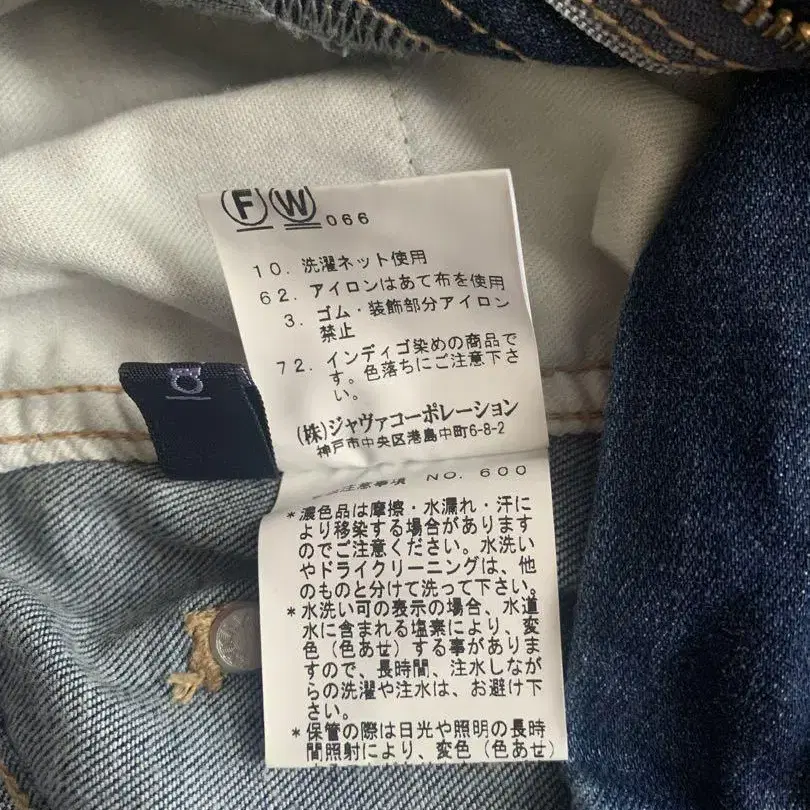 F W 066
10. 洗濯ネット使用
62. アイロンはあて布を使用
3. ゴム・装飾部分アイロン
禁止
72. インディゴ染めの商品で
す。色落ちにご注意下さ
い。
(株)ジャヴァコーポレーション
神戸市中央区港島中町6-8-2
注意事項 NO. 600
*濃色品は摩擦・水漏れ・汗に
より移染する場合があります
のでご注意ください。水洗い
やドライクリーニングは、他
のものと分けて洗って下さい。
*水洗い可の表示の場合、水道
水に含まれる塩素により、変
色（色あせ）する事がありま
すので、長時間、注水しなが
らの洗濯や注水は、お避け下
さい。
*保管の際は日光や照明の長時
間照射により、変色（色あせ）